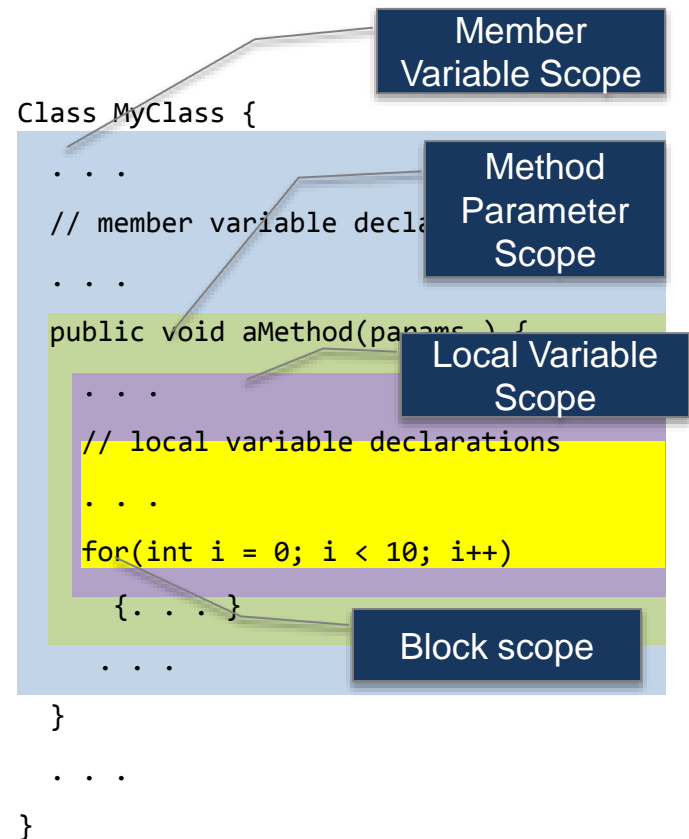 Member
Variable Scope
Class MyClass {
. . .
Method
Parameter
Scope
// member variable decla
. . .
public void aMethod(params ) {
Local Variable
Scope
. . .
// local variable declarations
. . .
for(int i = 0; i < 10; i++)
{. . . }
Block scope
. . .
}
. . .
}